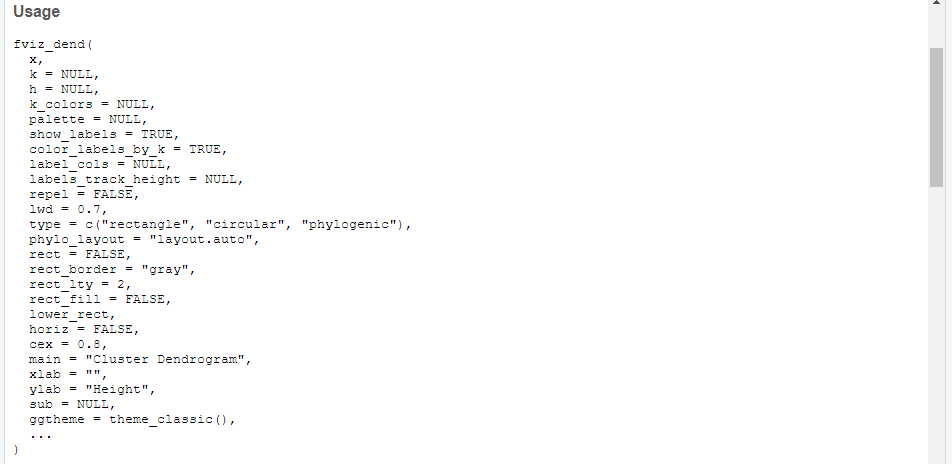 Usage
fviz_dend(
  x,
  k = NULL,
  h = NULL,
  k_colors = NULL,
  palette = NULL,
  show_labels = TRUE,
  color_labels_by_k = TRUE,
  label_cols = NULL,
  labels_track_height = NULL,
  repel = FALSE,
  lwd = 0.7,
  type = c("rectangle", "circular", "phylogenic"),
  phylo_layout = "layout.auto",
  rect = FALSE,
  rect_border = "gray",
  rect_lty = 2,
  rect_fill = FALSE,
  lower_rect,
  horiz = FALSE,
  cex = 0.8,
  main = "Cluster Dendrogram",
  xlab = "",
  ylab = "Height",
  sub = NULL,
  ggtheme = theme_classic(),
  ...
)